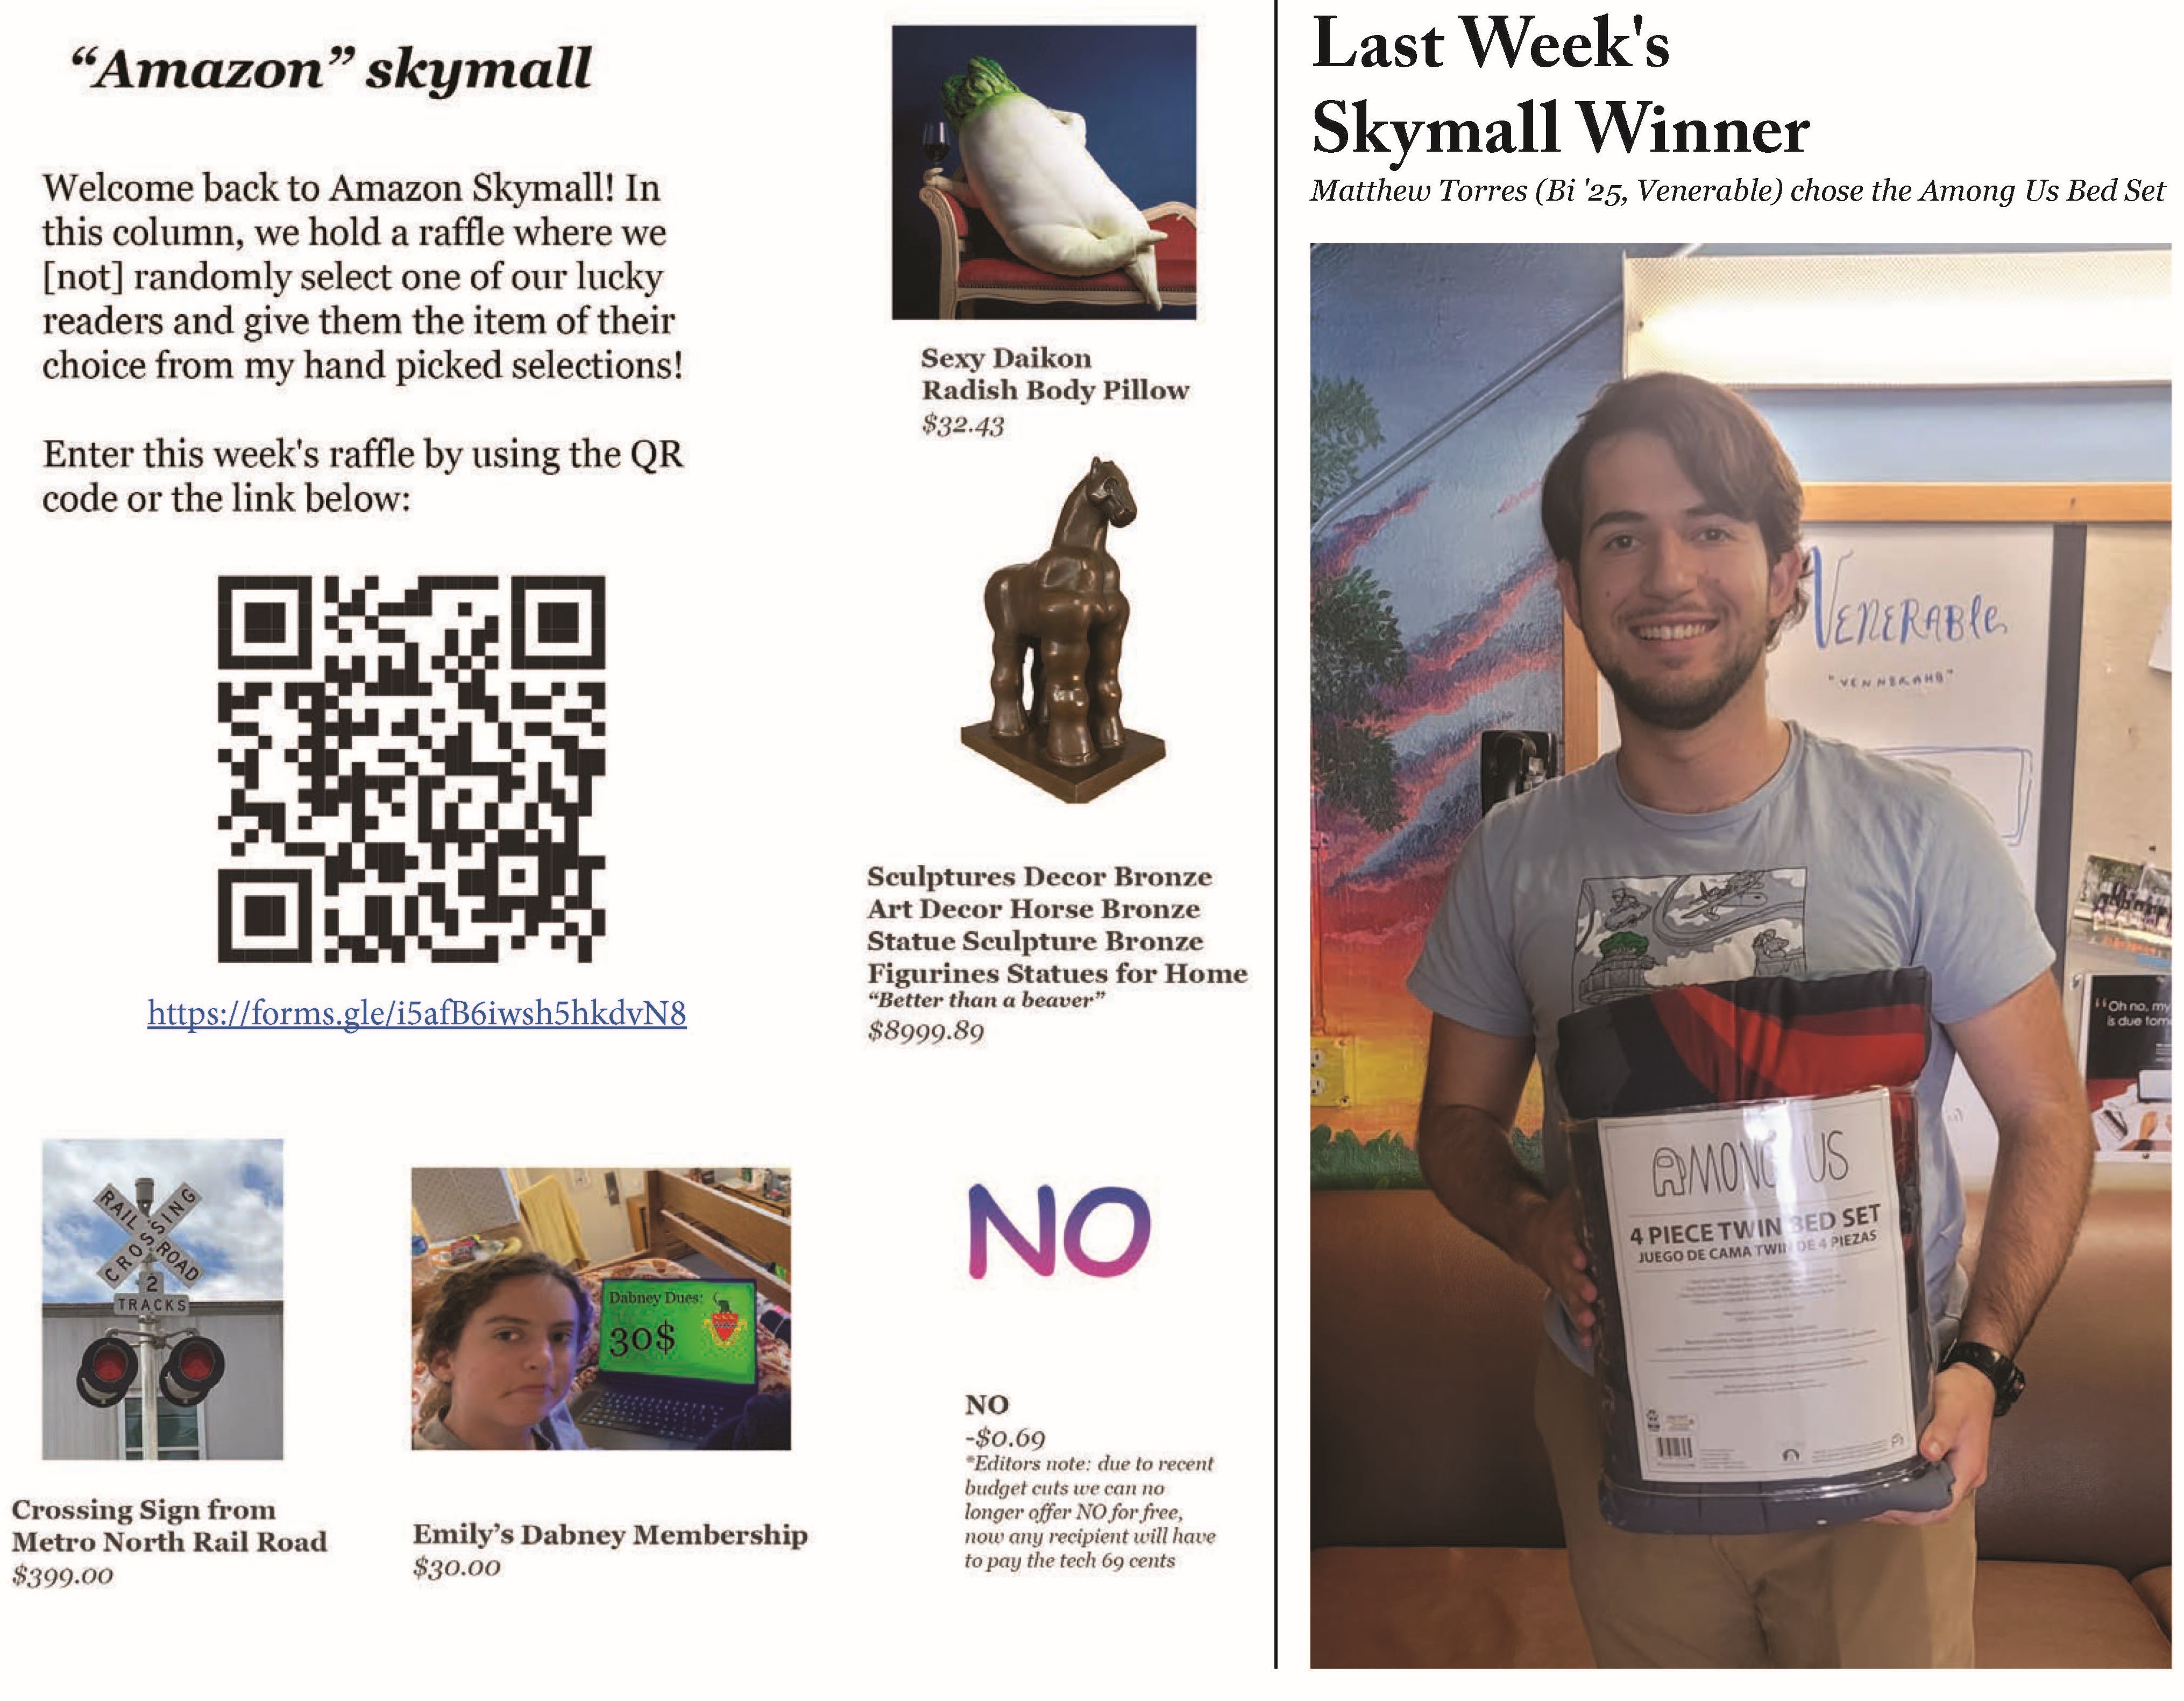 “Amazon” skymall
Welcome back to Amazon Skymall! In
this column, we hold a raffle where we
[not] randomly select one of our lucky
readers and give them the item of their
choice from my hand picked selections!
Enter this week's raffle by using the QR
code or the link below:
https://forms.gle/i5afB6iwsh5hkdvN8
Sexy Daikon
Radish Body Pillow
$32.43
Sculptures Decor Bronze
Art Decor Horse Bronze
Statue Sculpture Bronze
Figurines Statues for Home
“Better than a beaver”
$8999.89
RAIL ROAD
CROSSING
2
TRACKS
Crossing Sign from
Metro North Rail Road
$399.00
Dabney Dues:
30$
Emily’s Dabney Membership
$30.00
NO
NO
-$0.69
*Editors note: due to recent
budget cuts we can no
longer offer NO for free,
now any recipient will have
to pay the tech 69 cents
Last Week's
Skymall Winner
Matthew Torres (Bi '25, Venerable) chose the Among Us Bed Set
VENERABle
“Oh no, my
is due tom
AMONG US
4 PIECE TWIN BED SET
JUEGO DE CAMA TWIN DE 4 PIEZAS